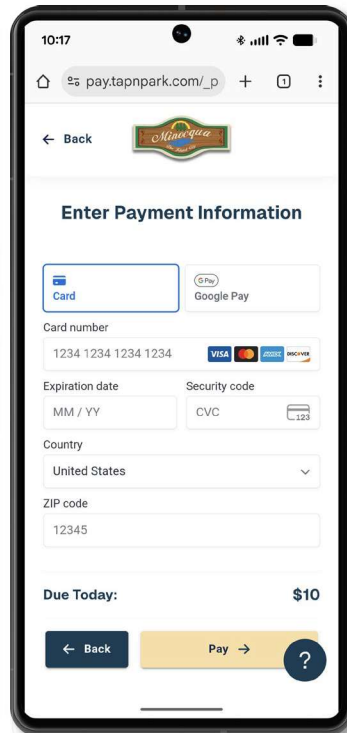 10:17
pay.tapnpark.com/_p
1
← Back
Minocqua
Enter Payment Information
Card
G Pay
Google Pay
Card number
1234 1234 1234 1234
VISA
DISCOVER
Expiration date
Security code
MM / YY
CVC
123
Country
United States
ZIP code
12345
Due Today:
$10
← Back
Pay →
?